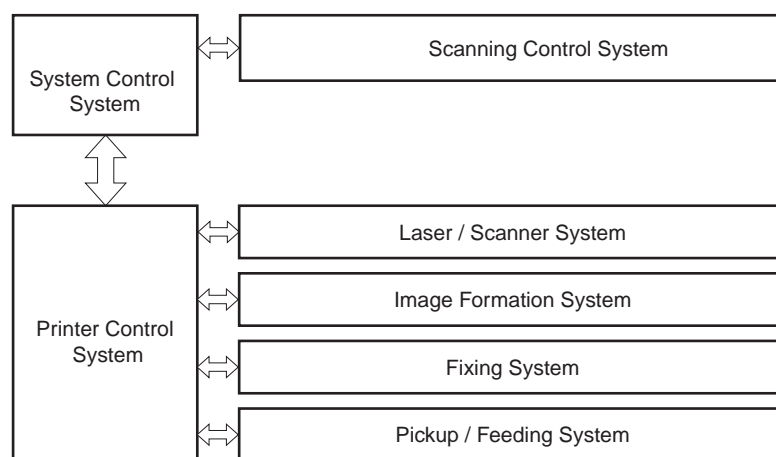 System Control
System
Scanning Control System
Printer Control
System
Laser / Scanner System
Image Formation System
Fixing System
Pickup / Feeding System